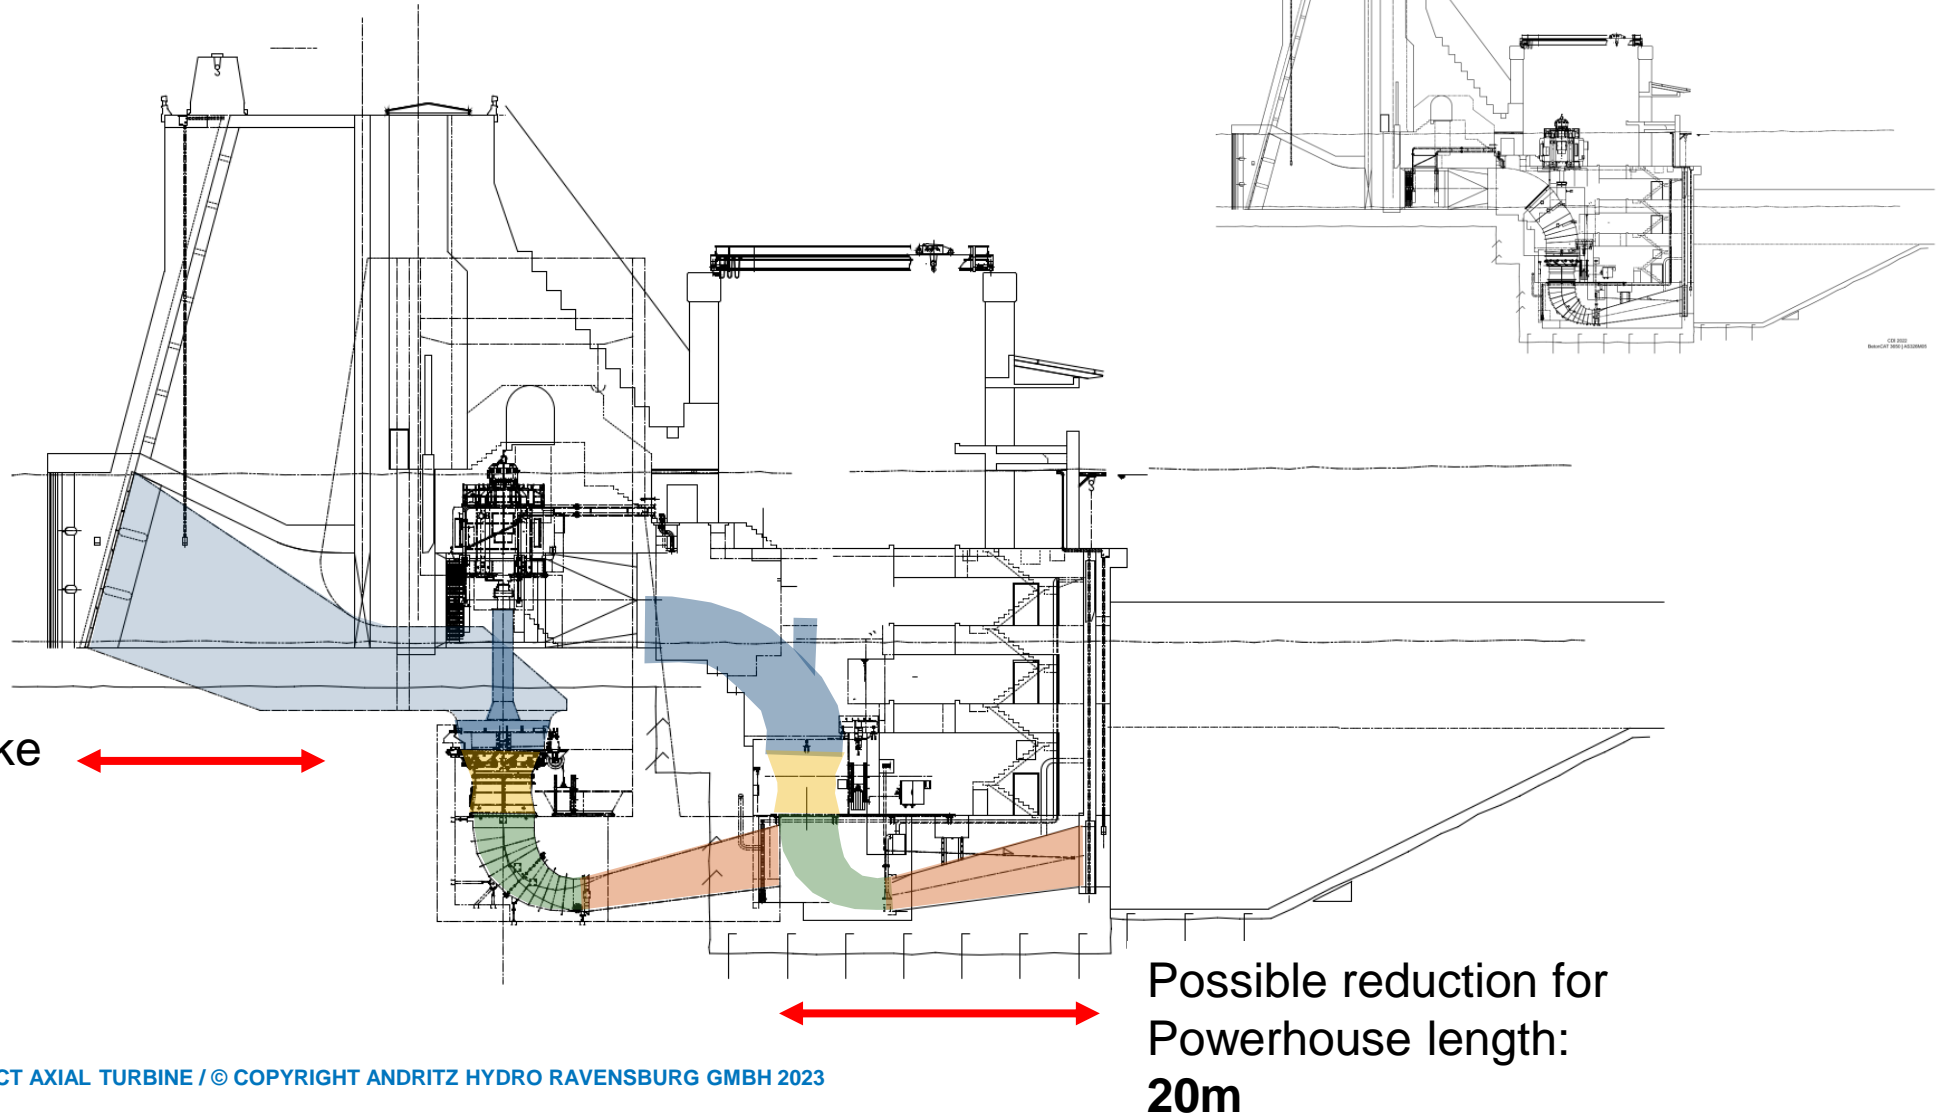 ke
Possible reduction for
Powerhouse length:
20m
CT AXIAL TURBINE / © COPYRIGHT ANDRITZ HYDRO RAVENSBURG GMBH 2023